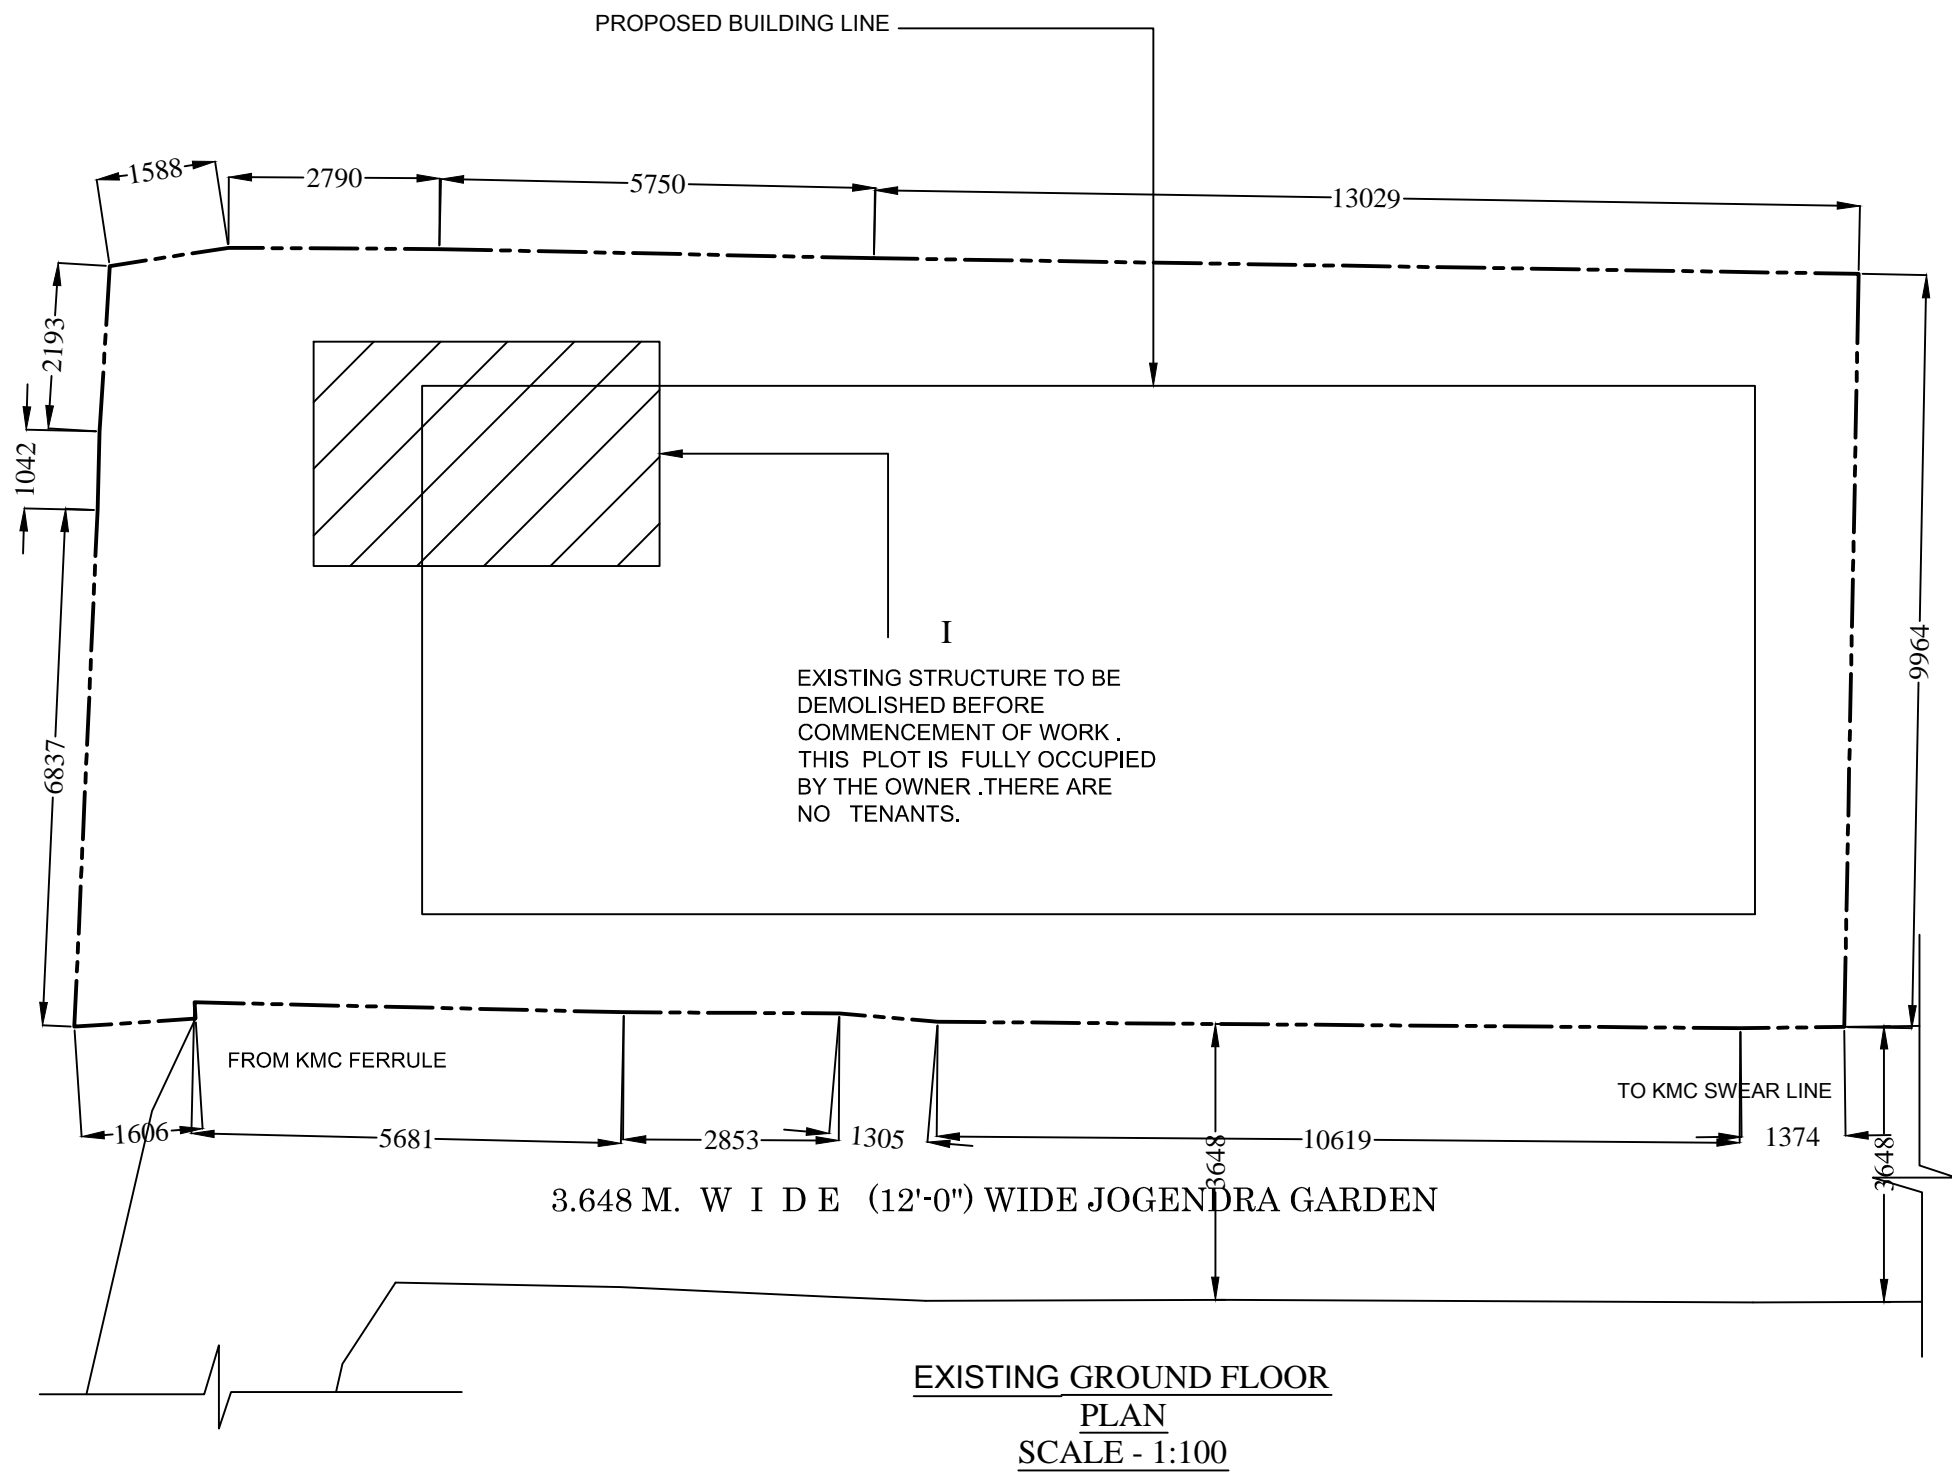 PROPOSED BUILDING LINE
1588
2790
5750
13029
2193
1042
6837
9964
I
EXISTING STRUCTURE TO BE
DEMOLISHED BEFORE
COMMENCEMENT OF WORK .
THIS PLOT IS FULLY OCCUPIED
BY THE OWNER .THERE ARE
NO TENANTS.
FROM KMC FERRULE
TO KMC SWEAR LINE
1606
5681
2853
1305
10619
1374
3648
3648
3.648 M. W I D E (12'-0") WIDE JOGENDRA GARDEN
EXISTING GROUND FLOOR
PLAN
SCALE - 1:100